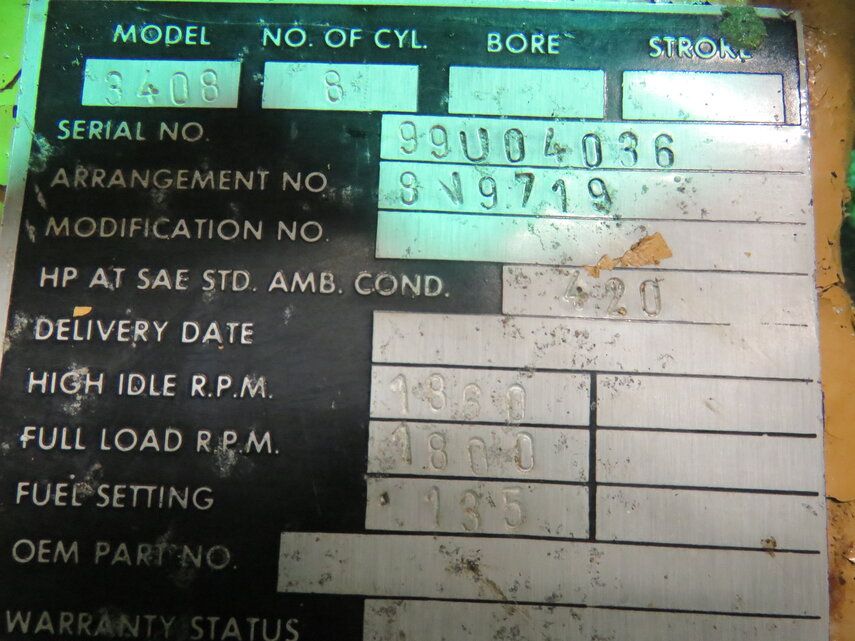 MODEL NO. OF CYL. BORE STROKE
3408 8
SERIAL NO. 99U04036
ARRANGEMENT NO 8N9719
MODIFICATION NO.
HP AT SAE STD. AMB. COND. 420
DELIVERY DATE
HIGH IDLE R.P.M. 1860
FULL LOAD R.P.M. 1800
FUEL SETTING 135
OEM PART NO.
WARRANTY STATUS